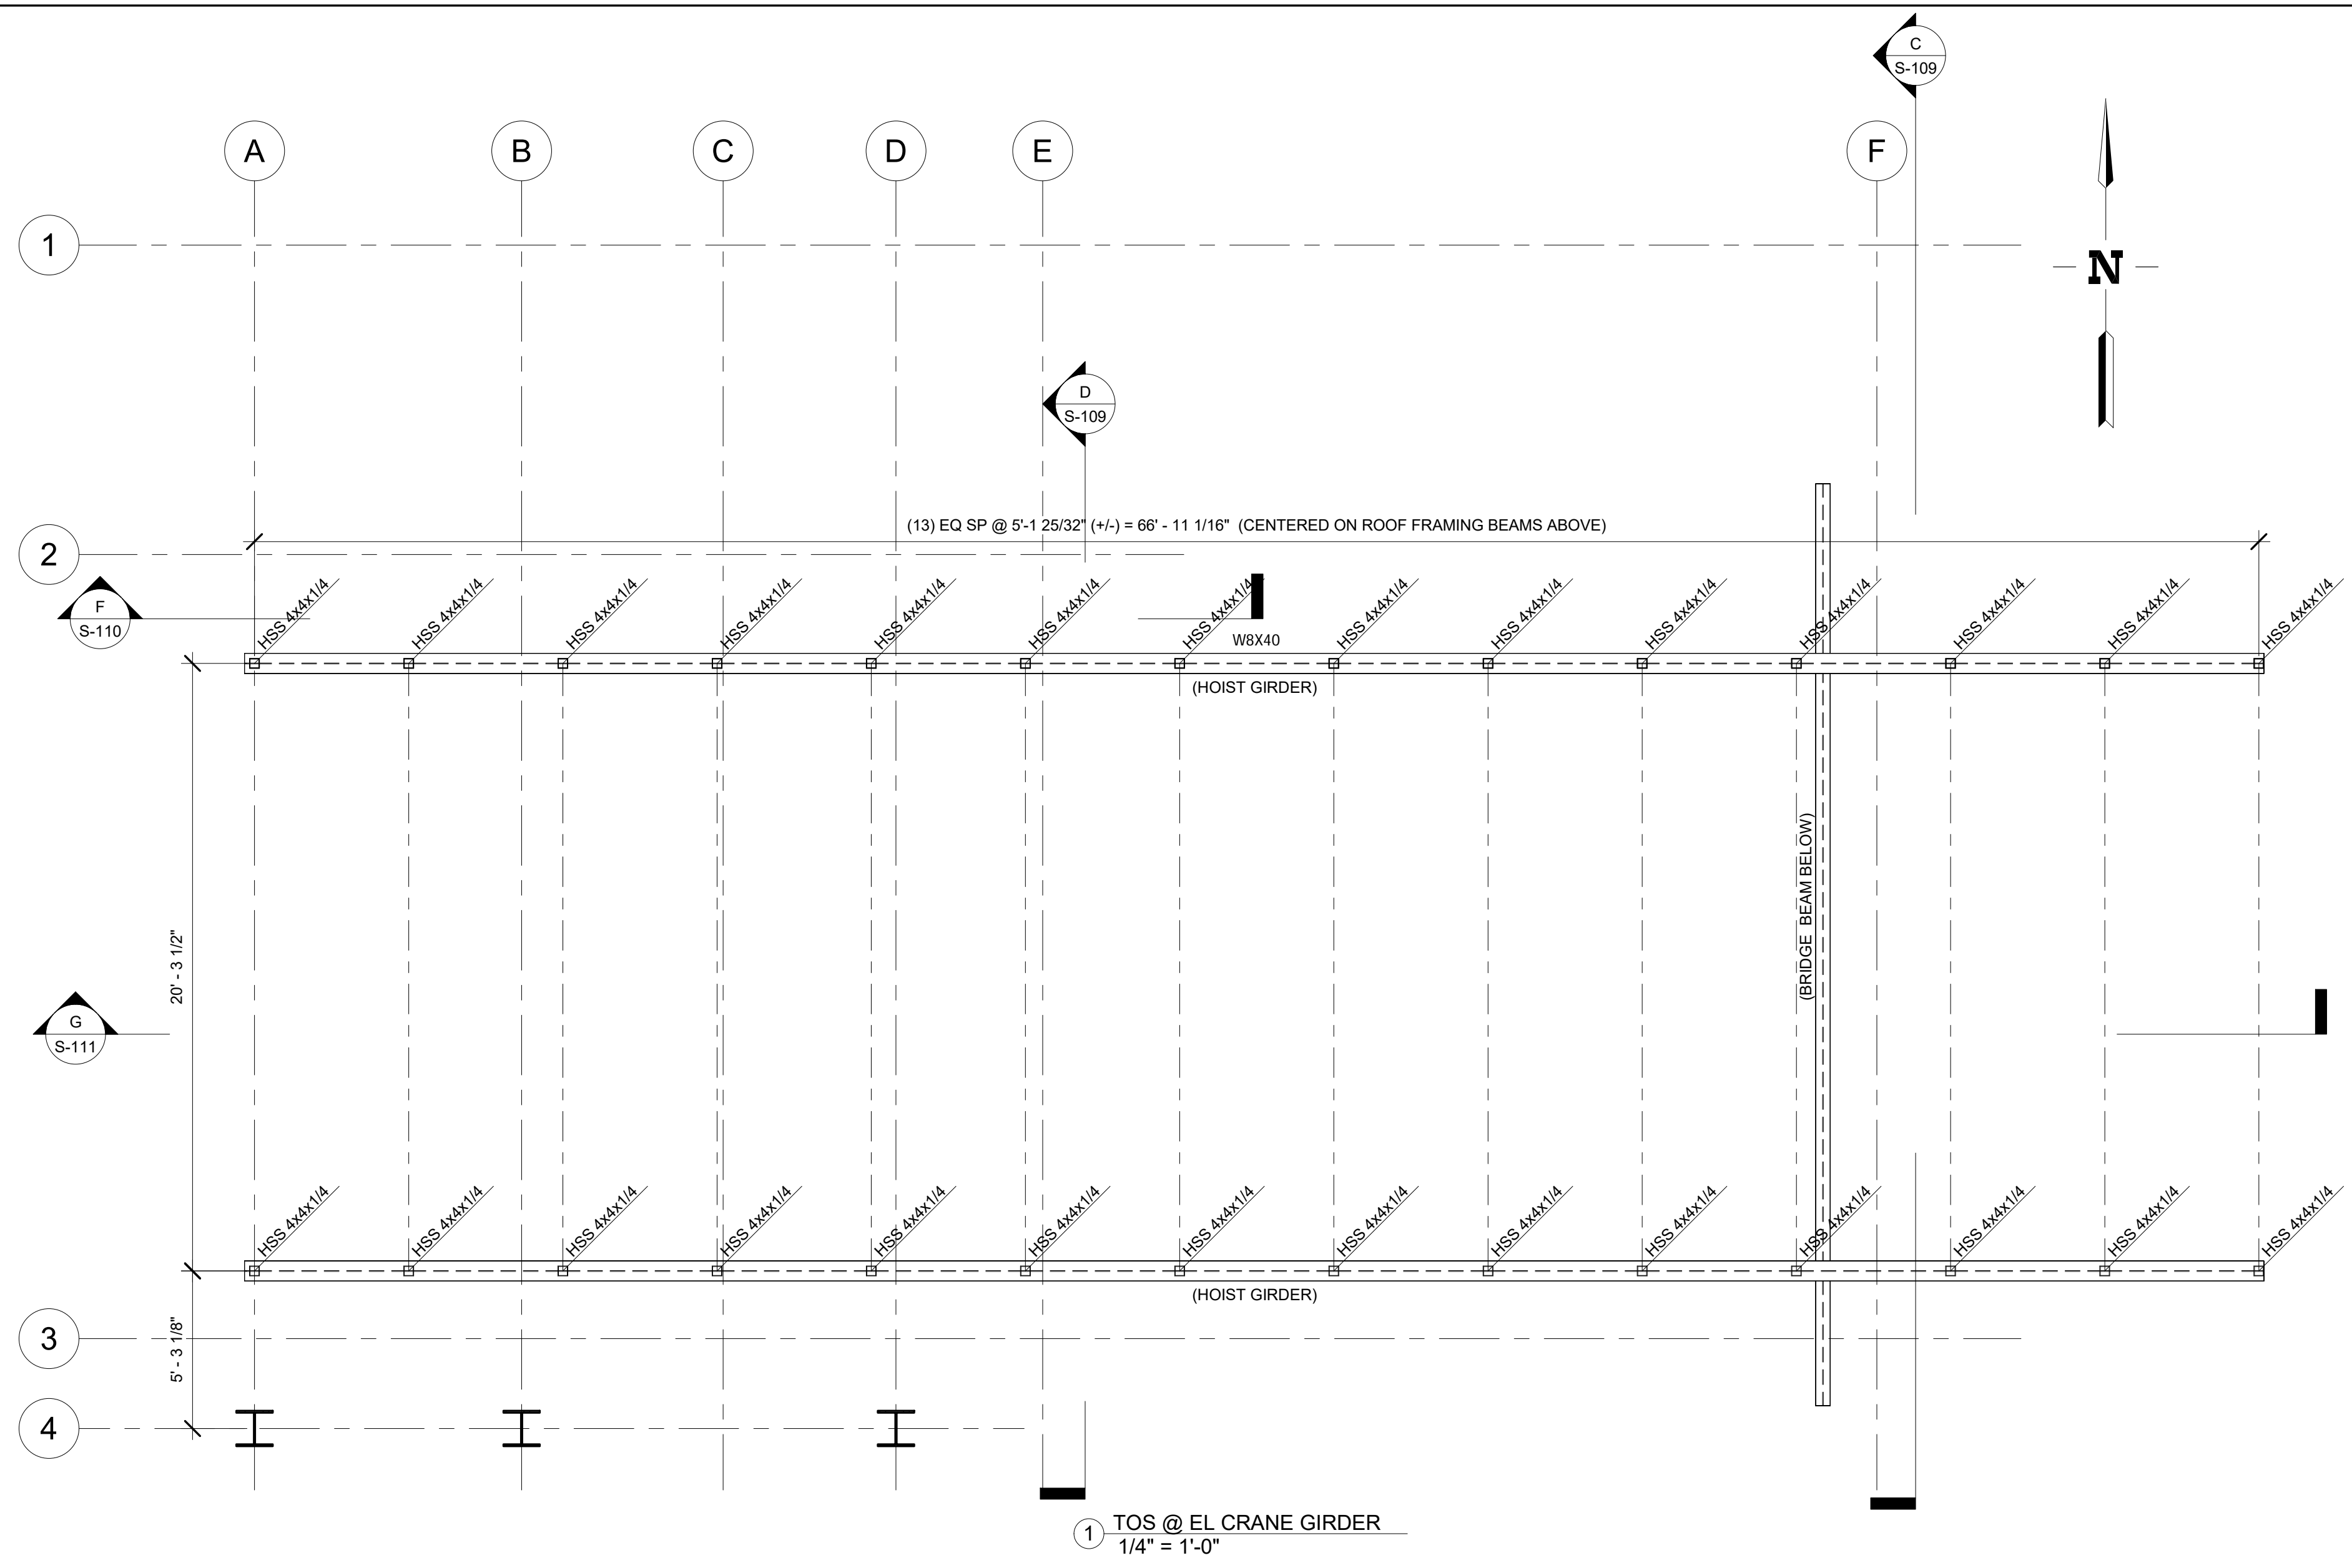 C
S-109
A
B
C
D
E
F
1
N
D
S-109
(13) EQ SP @ 5'-1 25/32" (+/-) = 66' - 11 1/16" (CENTERED ON ROOF FRAMING BEAMS ABOVE)
2
F
S-110
HSS 4x4x1/4
HSS 4x4x1/4
HSS 4x4x1/4
HSS 4x4x1/4
HSS 4x4x1/4
HSS 4x4x1/4
HSS 4x4x1/4
HSS 4x4x1/4
HSS 4x4x1/4
HSS 4x4x1/4
HSS 4x4x1/4
HSS 4x4x1/4
HSS 4x4x1/4
HSS 4x4x1/4
W8X40
(HOIST GIRDER)
(BRIDGE BEAM BELOW)
20' - 3 1/2"
G
S-111
HSS 4x4x1/4
HSS 4x4x1/4
HSS 4x4x1/4
HSS 4x4x1/4
HSS 4x4x1/4
HSS 4x4x1/4
HSS 4x4x1/4
HSS 4x4x1/4
HSS 4x4x1/4
HSS 4x4x1/4
HSS 4x4x1/4
HSS 4x4x1/4
HSS 4x4x1/4
HSS 4x4x1/4
(HOIST GIRDER)
3
5' - 3 1/8"
4
1
TOS @ EL CRANE GIRDER
1/4" = 1'-0"